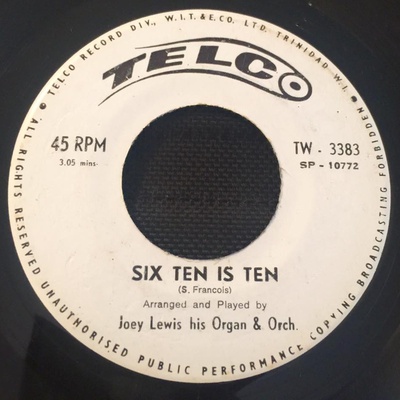 TELCO RECORD DIV., W.I.T. & E.CO. LTD. TRINIDAD W.I.
TELCO
45 RPM
3.05 mins.
TW - 3383
SP - 10772
SIX TEN IS TEN
(S. Francois)
Arranged and Played by
Joey Lewis his Organ & Orch.
ALL RIGHTS RESERVED UNAUTHORISED PUBLIC PERFORMANCE COPYING BROADCASTING FORBIDDEN